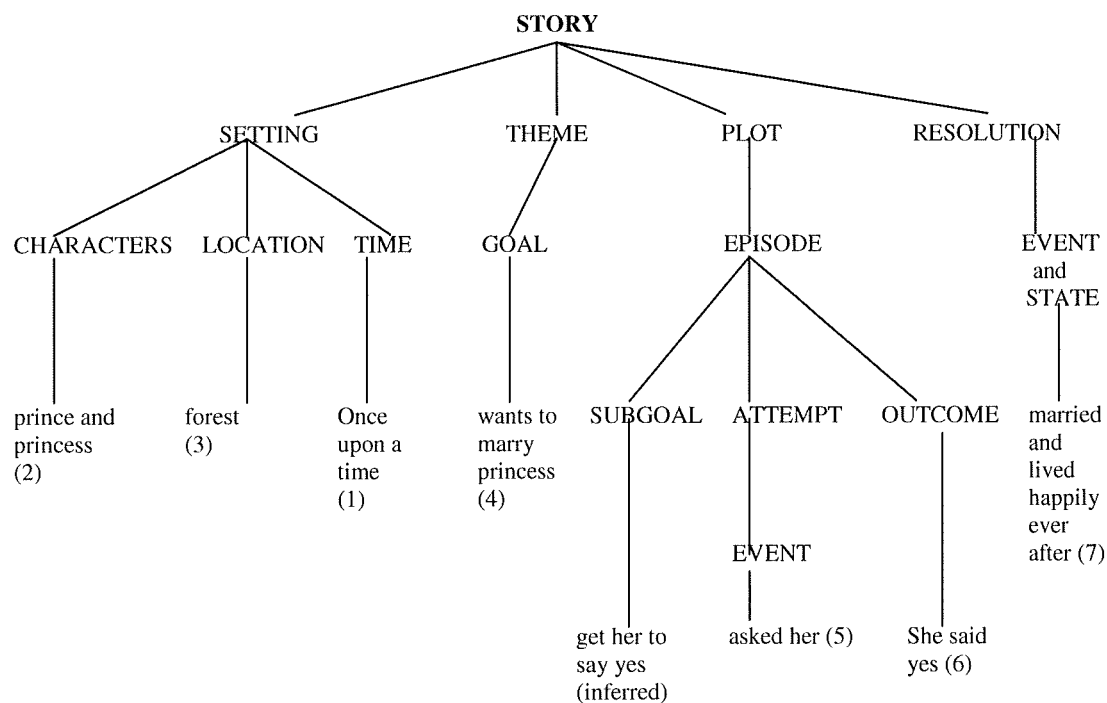 STORY
SETTING THEME PLOT RESOLUTION
CHARACTERS LOCATION TIME GOAL EPISODE EVENT
and
STATE
prince and
princess
(2)
forest
(3)
Once
upon a
time
(1)
wants to
marry
princess
(4)
SUBGOAL ATTEMPT OUTCOME
married
and
lived
happily
ever
after (7)
EVENT
get her to
say yes
(inferred)
asked her (5)
She said
yes (6)